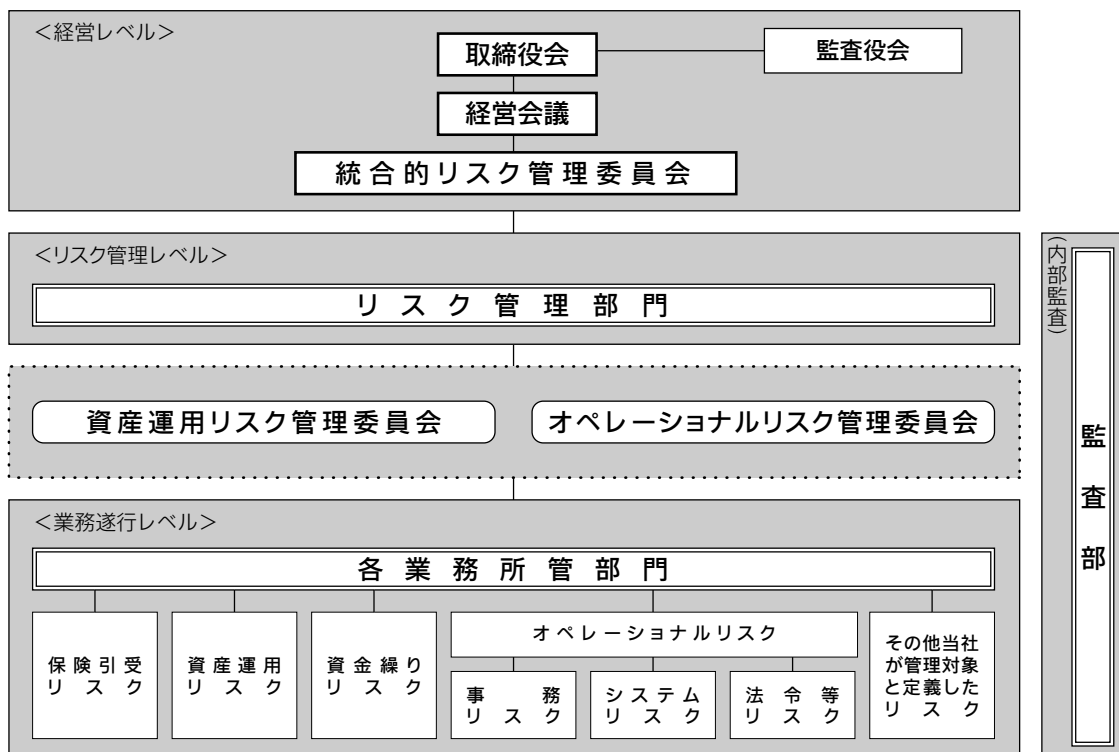 ＜経営レベル＞
取締役会
監査役会
経営会議
統合的リスク管理委員会
＜リスク管理レベル＞
リスク管理部門
資産運用リスク管理委員会
オペレーショナルリスク管理委員会
＜業務遂行レベル＞
各業務所管部門
保険引受
リスク
資産運用
リスク
資金繰り
リスク
オペレーショナルリスク
事務
リスク
システム
リスク
法令等
リスク
その他当社
が管理対象
と定義した
リスク
（内部監査）
監査部